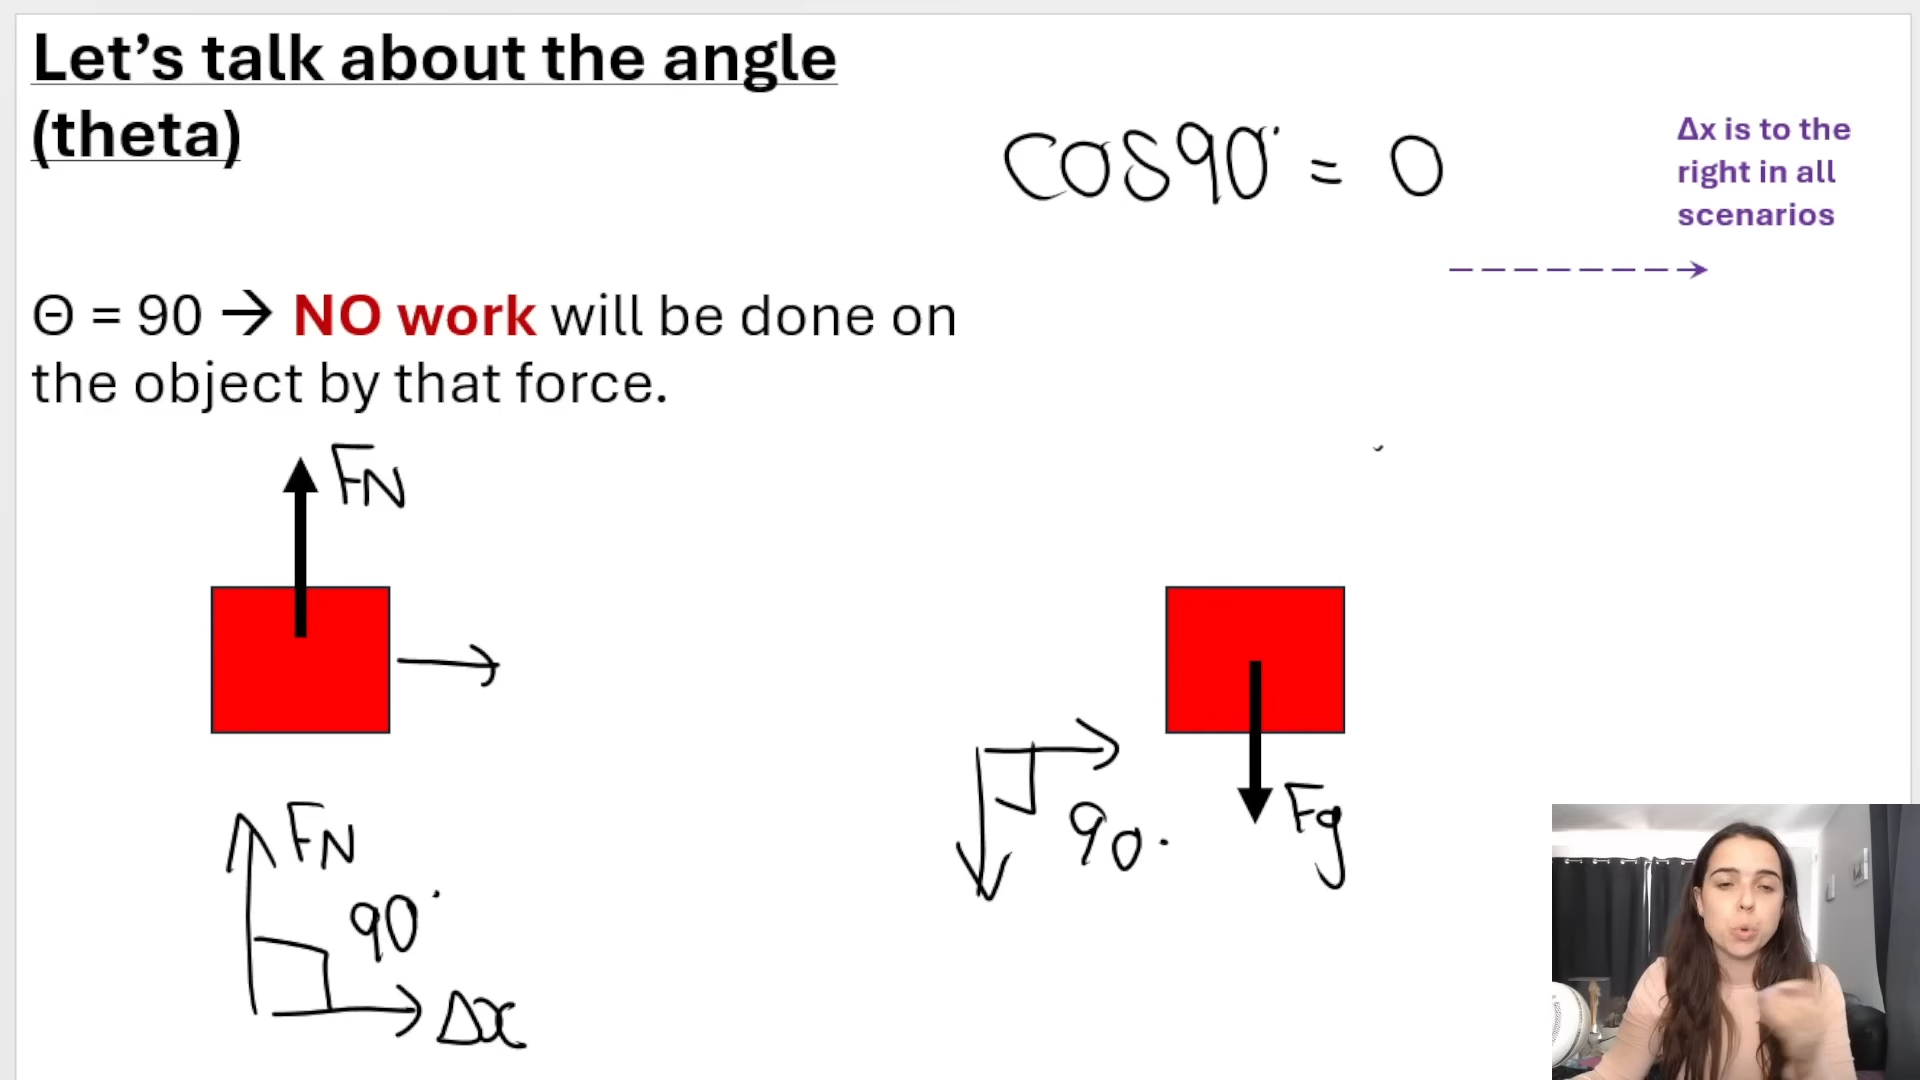 Let’s talk about the angle
(theta)
cos90° = 0
Δx is to the
right in all
scenarios
Θ = 90 → NO work will be done on
the object by that force.
FN
Fg
90°
FN
90°
Δx